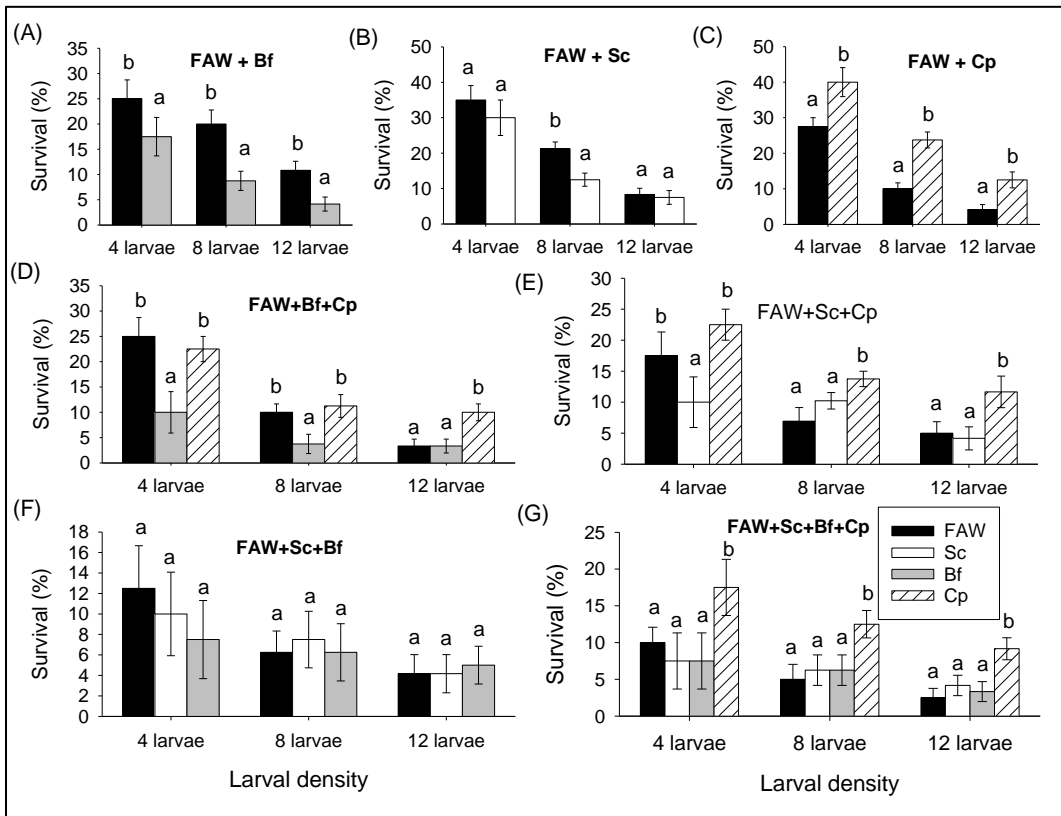 (A)
FAW + Bf
Survival (%)
35
30
25
20
15
10
5
0
b a b a b a
4 larvae 8 larvae 12 larvae
(B)
FAW + Sc
Survival (%)
50
40
30
20
10
0
a a b a a a
4 larvae 8 larvae 12 larvae
(C)
FAW + Cp
Survival (%)
50
40
30
20
10
0
a b a b a b
4 larvae 8 larvae 12 larvae
(D)
FAW+Bf+Cp
Survival (%)
35
30
25
20
15
10
5
0
b a b b a b a a b
4 larvae 8 larvae 12 larvae
(E)
FAW+Sc+Cp
Survival (%)
30
25
20
15
10
5
0
b a b a a b a a b
4 larvae 8 larvae 12 larvae
(F)
FAW+Sc+Bf
Survival (%)
18
16
14
12
10
8
6
4
2
0
a a a a a a a a a
4 larvae 8 larvae 12 larvae
Larval density
(G)
FAW+Sc+Bf+Cp
Survival (%)
25
20
15
10
5
0
a a a b a a a b a a a b
4 larvae 8 larvae 12 larvae
Larval density
FAW
Sc
Bf
Cp